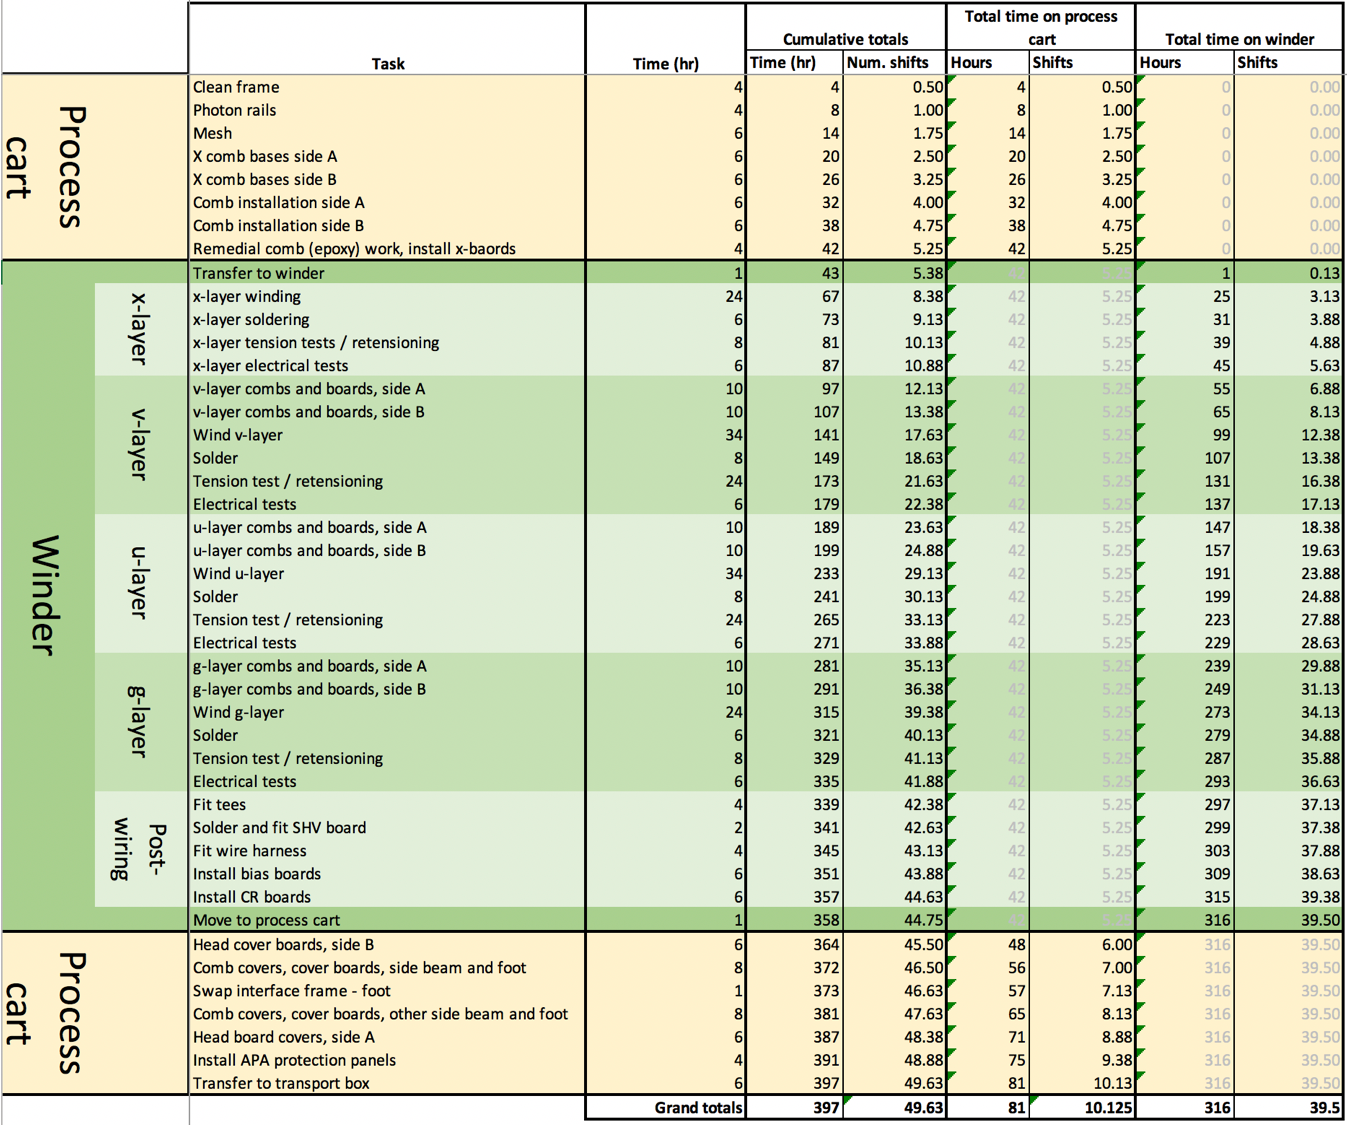 Total time on process
Cumulative totals cart Total time on winder
Task Time (hr) Time (hr) Num. shifts Hours Shifts Hours Shifts
Process cart
Clean frame 4 4 0.50 4 0.50 0 0.00
Photon rails 4 8 1.00 8 1.00 0 0.00
Mesh 6 14 1.75 14 1.75 0 0.00
X comb bases side A 6 20 2.50 20 2.50 0 0.00
X comb bases side B 6 26 3.25 26 3.25 0 0.00
Comb installation side A 6 32 4.00 32 4.00 0 0.00
Comb installation side B 6 38 4.75 38 4.75 0 0.00
Remedial comb (epoxy) work, install x-baords 4 42 5.25 42 5.25 0 0.00
Winder
Transfer to winder 1 43 5.38 1 0.13
x-layer
x-layer winding 24 67 8.38 42 5.25 25 3.13
x-layer soldering 6 73 9.13 42 5.25 31 3.88
x-layer tension tests / retensioning 8 81 10.13 42 5.25 39 4.88
x-layer electrical tests 6 87 10.88 42 5.25 45 5.63
v-layer
v-layer combs and boards, side A 10 97 12.13 42 5.25 55 6.88
v-layer combs and boards, side B 10 107 13.38 42 5.25 65 8.13
Wind v-layer 34 141 17.63 42 5.25 99 12.38
Solder 8 149 18.63 42 5.25 107 13.38
Tension test / retensioning 24 173 21.63 42 5.25 131 16.38
Electrical tests 6 179 22.38 42 5.25 137 17.13
u-layer
u-layer combs and boards, side A 10 189 23.63 42 5.25 147 18.38
u-layer combs and boards, side B 10 199 24.88 42 5.25 157 19.63
Wind u-layer 34 233 29.13 42 5.25 191 23.88
Solder 8 241 30.13 42 5.25 199 24.88
Tension test / retensioning 24 265 33.13 42 5.25 223 27.88
Electrical tests 6 271 33.88 42 5.25 229 28.63
g-layer
g-layer combs and boards, side A 10 281 35.13 42 5.25 239 29.88
g-layer combs and boards, side B 10 291 36.38 42 5.25 249 31.13
Wind g-layer 24 315 39.38 42 5.25 273 34.13
Solder 6 321 40.13 42 5.25 279 34.88
Tension test / retensioning 8 329 41.13 42 5.25 287 35.88
Electrical tests 6 335 41.88 42 5.25 293 36.63
Post-wiring
Fit tees 4 339 42.38 42 5.25 297 37.13
Solder and fit SHV board 2 341 42.63 42 5.25 299 37.38
Fit wire harness 4 345 43.13 42 5.25 303 37.88
Install bias boards 6 351 43.88 42 5.25 309 38.63
Install CR boards 6 357 44.63 42 5.25 315 39.38
Move to process cart 1 358 44.75 316 39.50
Process cart
Head cover boards, side B 6 364 45.50 48 6.00 316 39.50
Comb covers, cover boards, side beam and foot 8 372 46.50 56 7.00 316 39.50
Swap interface frame - foot 1 373 46.63 57 7.13 316 39.50
Comb covers, cover boards, other side beam and foot 8 381 47.63 65 8.13 316 39.50
Head board covers, side A 6 387 48.38 71 8.88 316 39.50
Install APA protection panels 4 391 48.88 75 9.38 316 39.50
Transfer to transport box 6 397 49.63 81 10.13 316 39.50
Grand totals 397 49.63 81 10.125 316 39.5